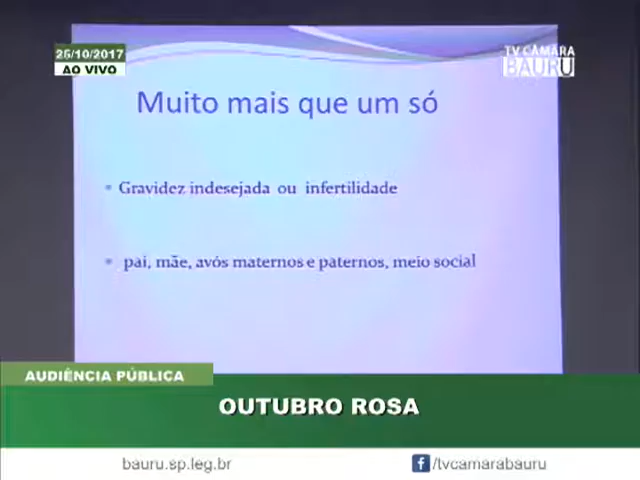 25/10/2017
AO VIVO
TV CÂMARA
BAURU
Muito mais que um só
Gravidez indesejada ou infertilidade
pai, mãe, avós maternos e paternos, meio social
AUDIÊNCIA PÚBLICA
OUTUBRO ROSA
bauru.sp.leg.br
/tvcamarabauru